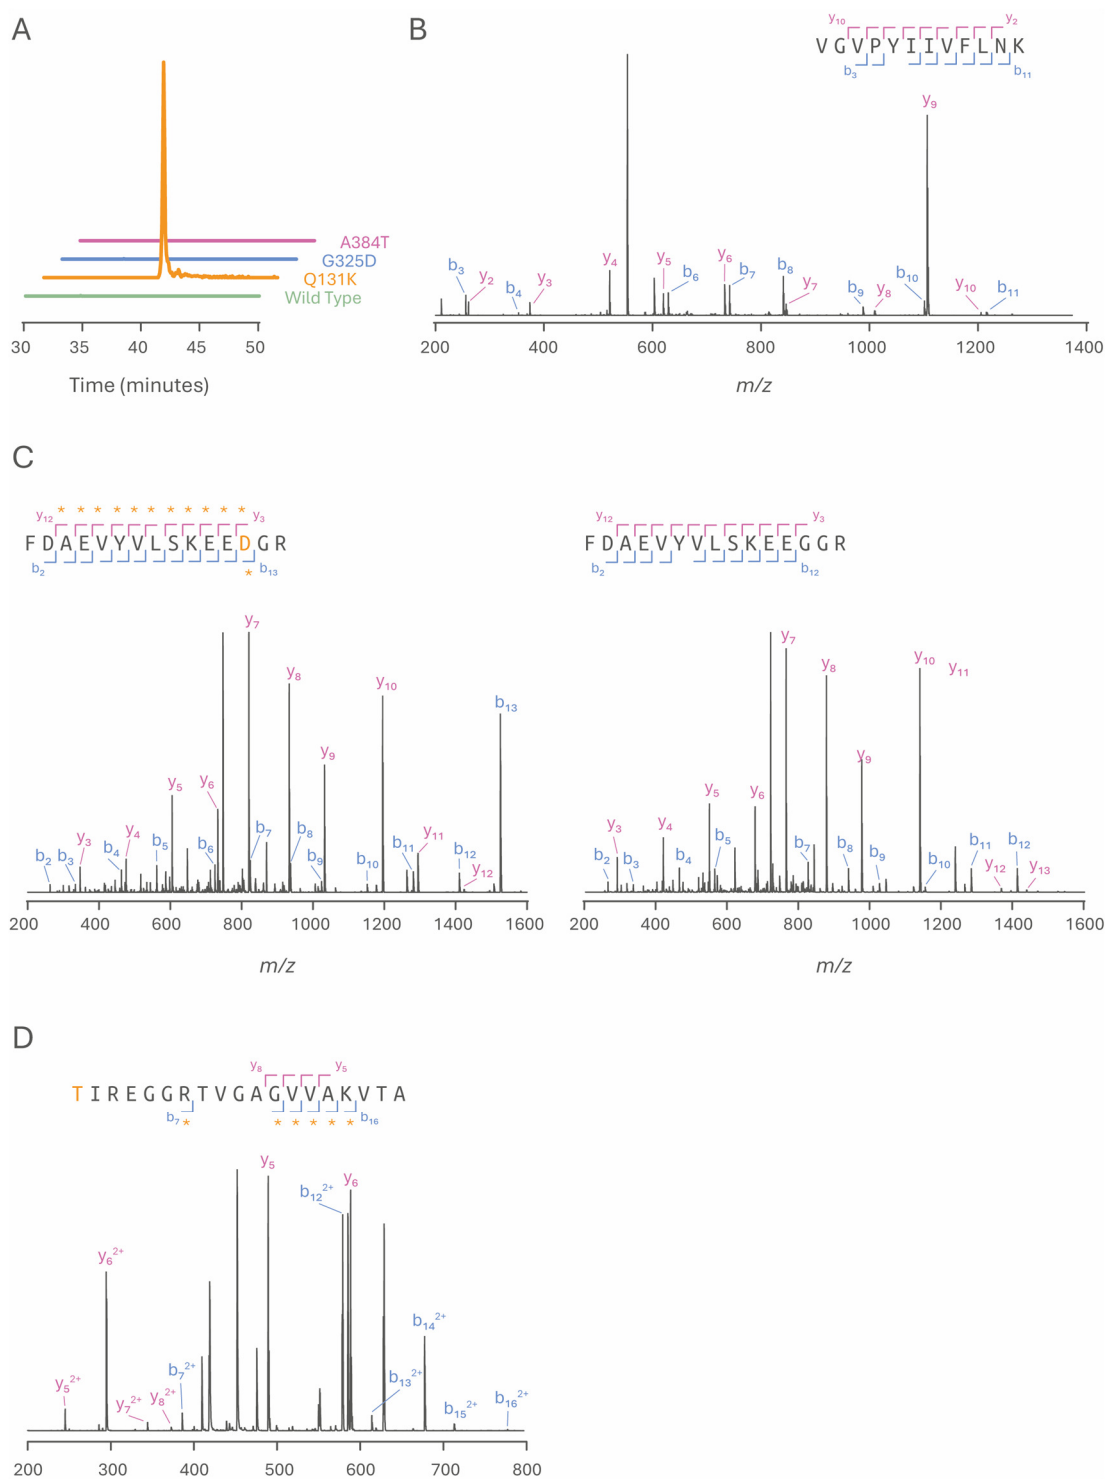 A
A384T
G325D
Q131K
Wild Type
30 35 40 45 50
Time (minutes)
B
y10 y2
V G V P Y I I V F L N K
b3 b11
y9
b3 y2 b4 y3 y4 y5 b6 y6 b7 b8 y7 b9 y8 b10 y10 b11
200 400 600 800 1000 1200 1400
m/z
C
* * * * * * * * * * *
y12 y3
F D A E V Y V L S K E E D G R
b2 * b13
y7
y8
y10
b13
y9
y5 y6
b2 b3 y3 b4 y4 b5 b6 b7 b8 b9 b10 b11 y11 b12 y12
200 400 600 800 1000 1200 1400 1600
m/z
y12 y3
F D A E V Y V L S K E E G G R
b2 b12
y7
y8
y10 y11
y9
y5 y6
b2 y3 b3 y4 b4 b5 b7 b8 b9 b10 b11 y12 b12 y13
200 400 600 800 1000 1200 1400 1600
m/z
D
y8 y5
T I R E G G R T V G A G V V A K V T A
b7 * * * * * * b16
y5
b12 2+ y6
y6 2+
b14 2+
y5 2+ y7 2+ y8 2+ b7 2+ b13 2+ b15 2+ b16 2+
200 300 400 500 600 700 800